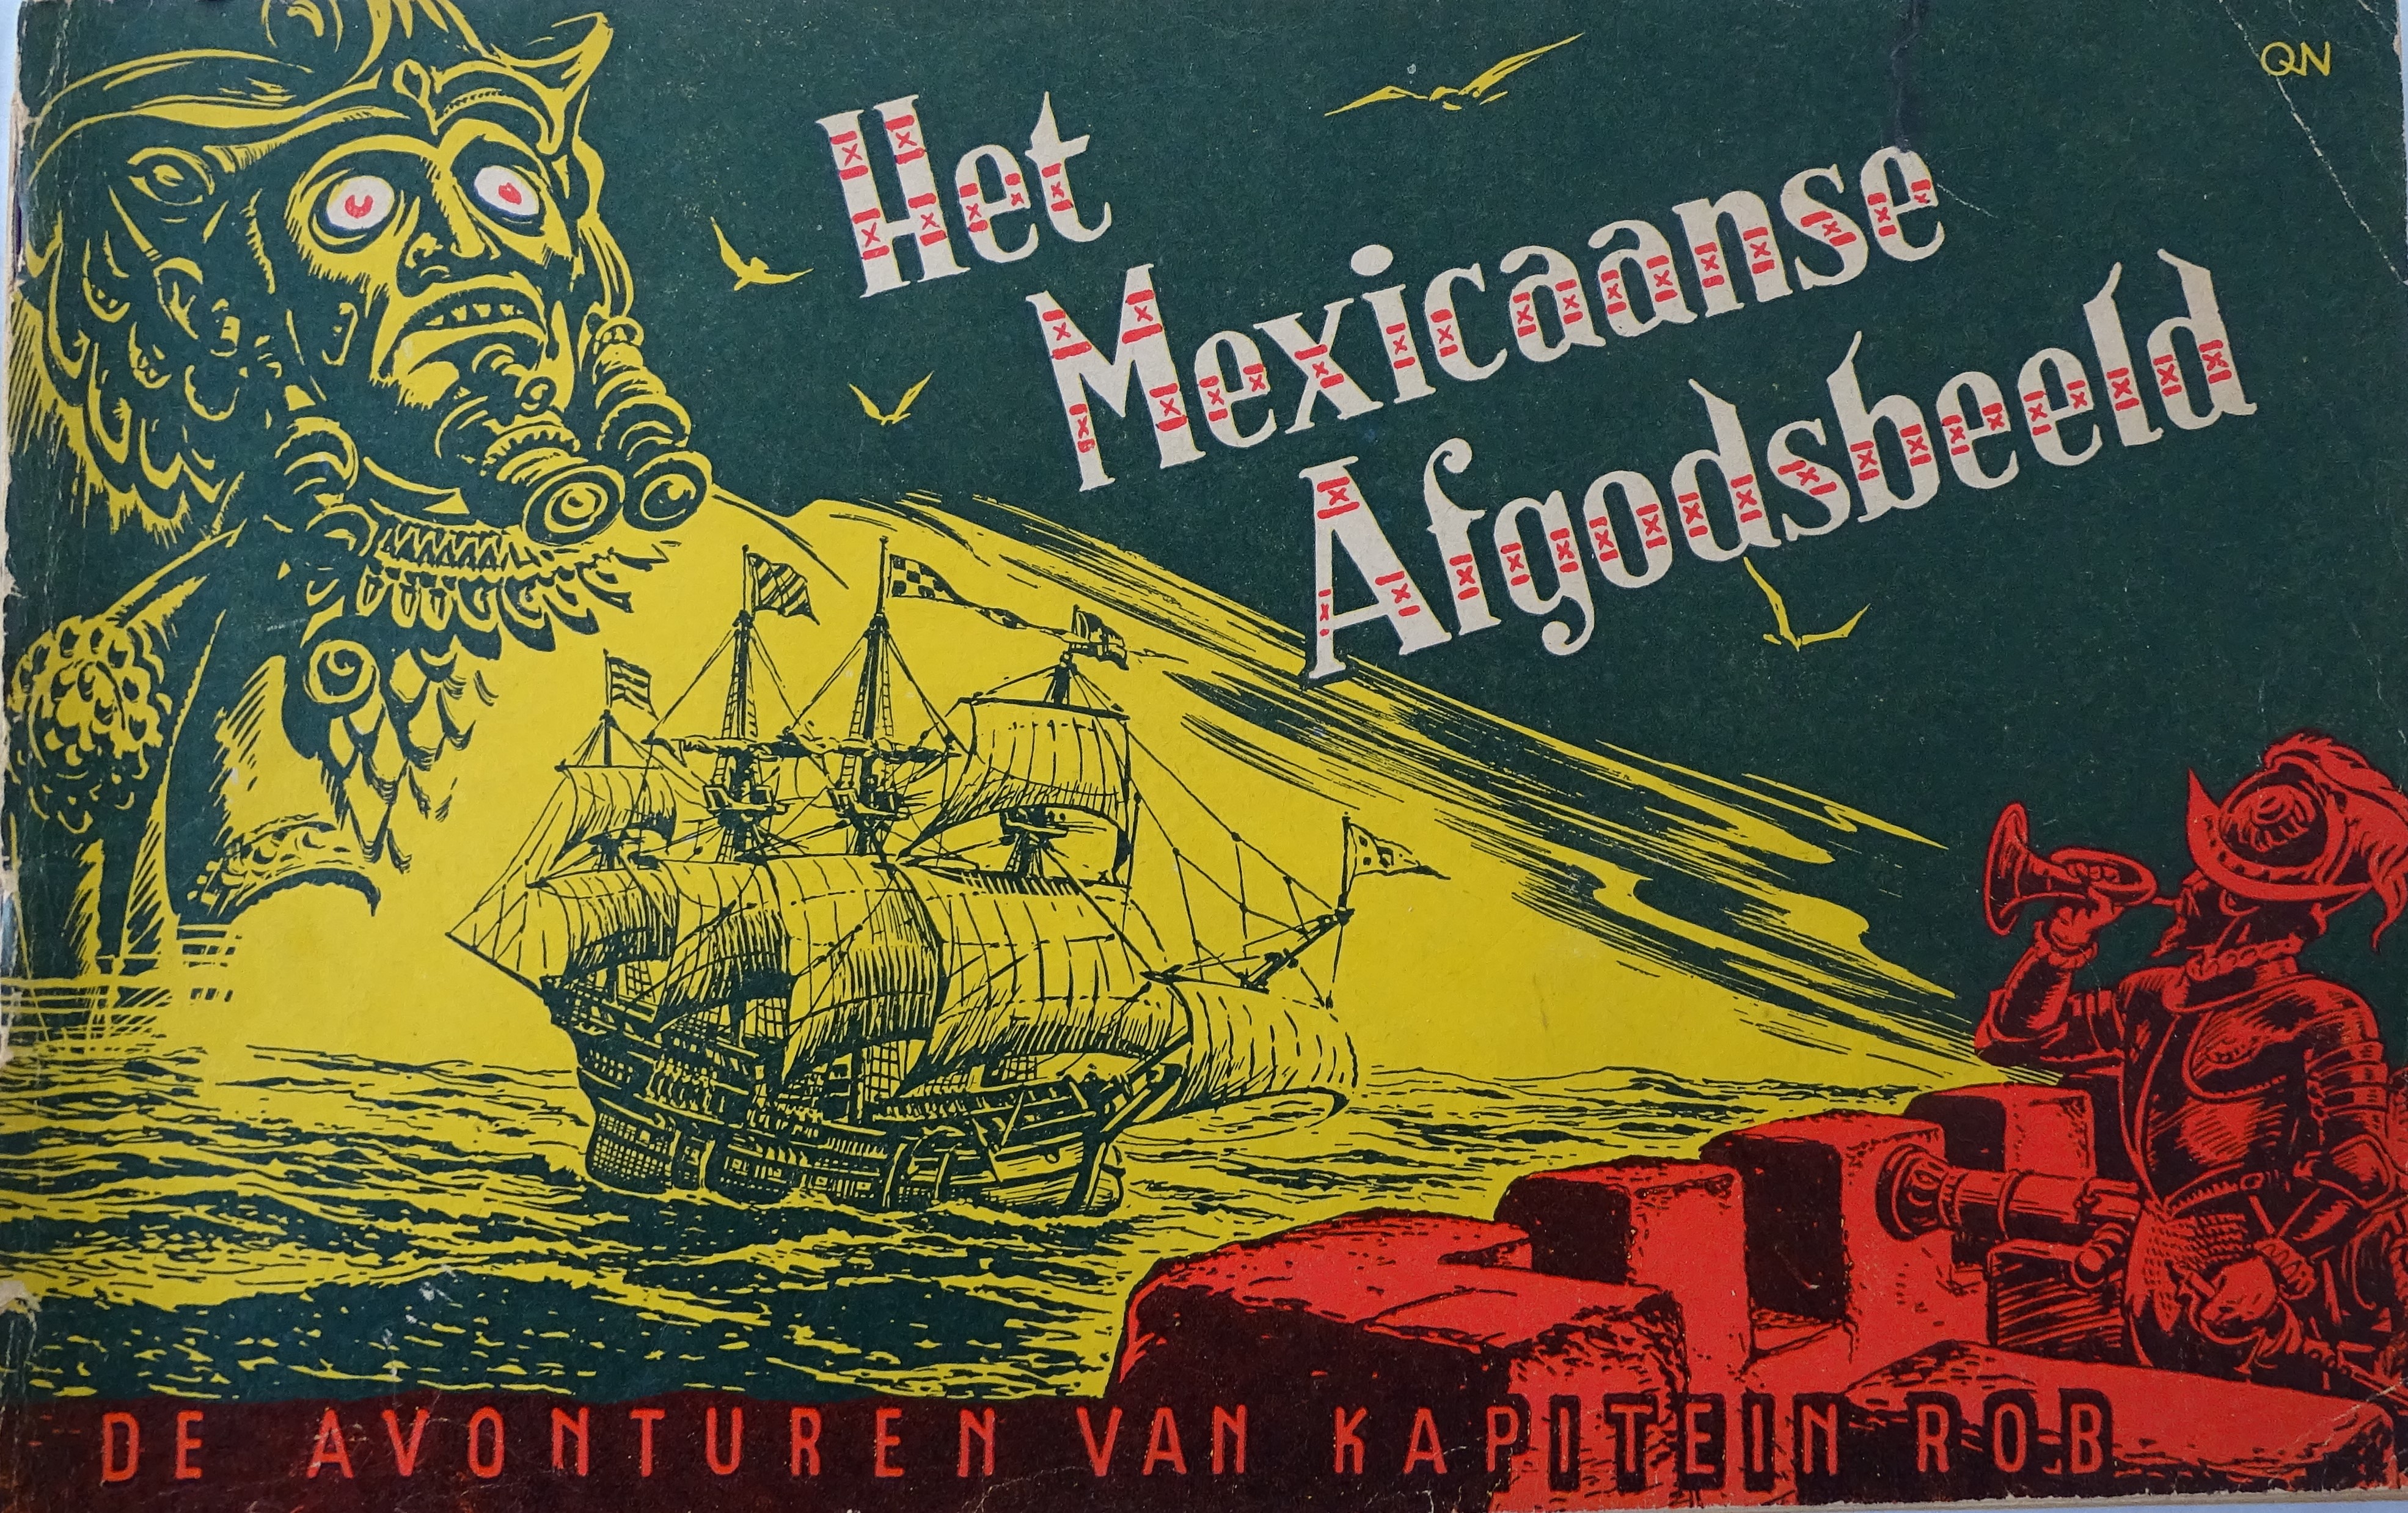 QN
Het
Mexicaanse
Afgodsbeeld
DE AVONTUREN VAN KAPITEIN ROB